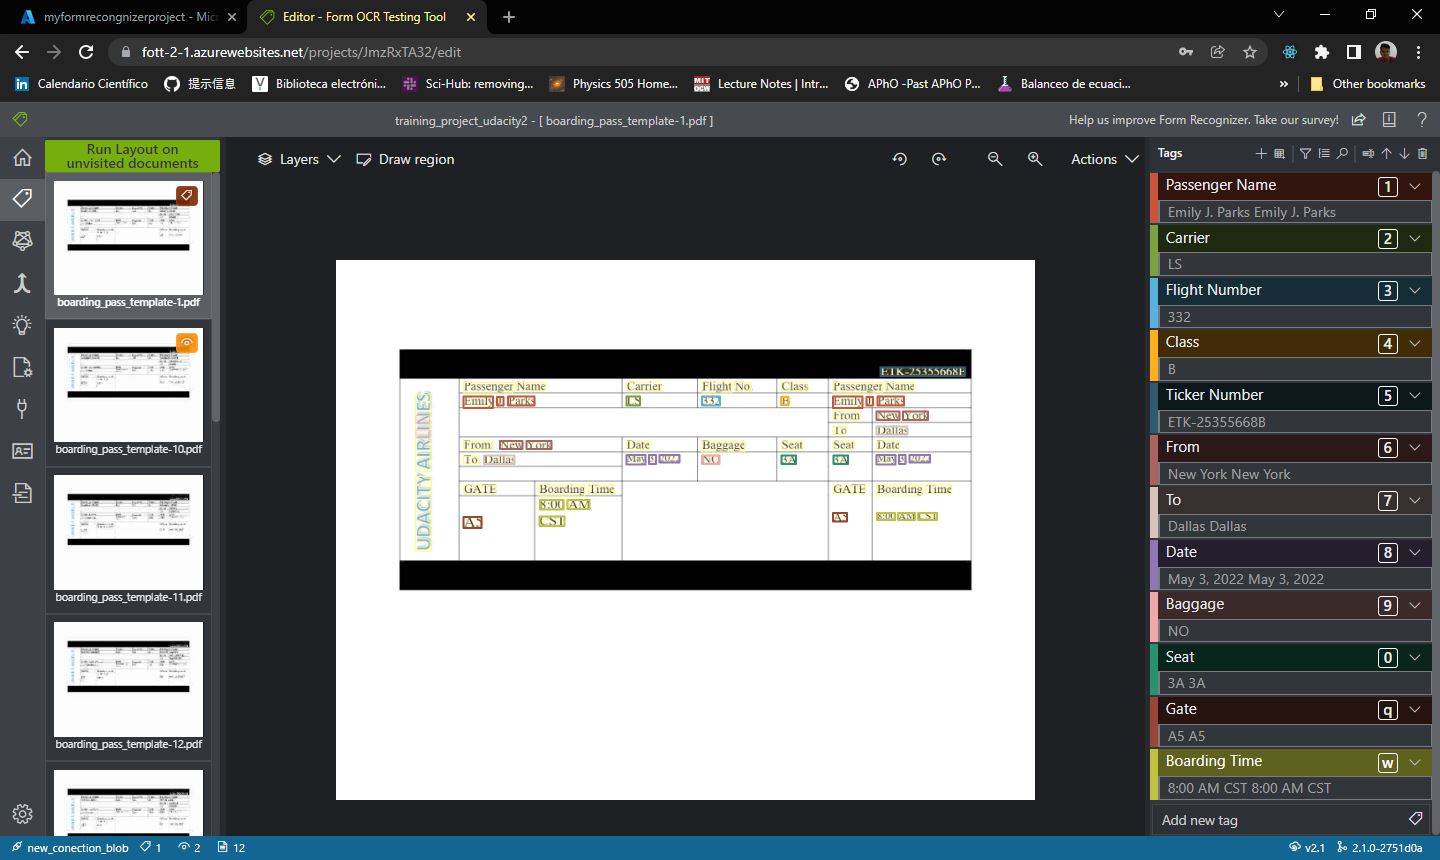 myformrecongnizerproject - Mic
Editor - Form OCR Testing Tool
fott-2-1.azurewebsites.net/projects/JmzRxTA32/edit
Calendario Científico
提示信息
Biblioteca electróni...
Sci-Hub: removing...
Physics 505 Home...
MIT OCW
Lecture Notes | Intr...
APhO -Past APhO P...
Balanceo de ecuaci...
»
Other bookmarks
training_project_udacity2 - [ boarding_pass_template-1.pdf ]
Help us improve Form Recognizer. Take our survey!
Run Layout on
unvisited documents
boarding_pass_template-1.pdf
boarding_pass_template-10.pdf
boarding_pass_template-11.pdf
boarding_pass_template-12.pdf
Layers
Draw region
Actions
ETK-25355668B
UDACITY AIRLINES
Passenger Name Carrier Flight No. Class Passenger Name
Emily J. Parks LS 332 B Emily J. Parks
From New York
To Dallas
From New York Date Baggage Seat Seat Date
To Dallas May 3, 2022 NO 3A 3A May 3, 2022
GATE Boarding Time GATE Boarding Time
8:00 AM
A5 CST A5 8:00 AM CST
Tags
Passenger Name 1
Emily J. Parks Emily J. Parks
Carrier 2
LS
Flight Number 3
332
Class 4
B
Ticker Number 5
ETK-25355668B
From 6
New York New York
To 7
Dallas Dallas
Date 8
May 3, 2022 May 3, 2022
Baggage 9
NO
Seat 0
3A 3A
Gate q
A5 A5
Boarding Time w
8:00 AM CST 8:00 AM CST
Add new tag
new_conection_blob 1 2 12
v2.1 2.1.0-2751d0a